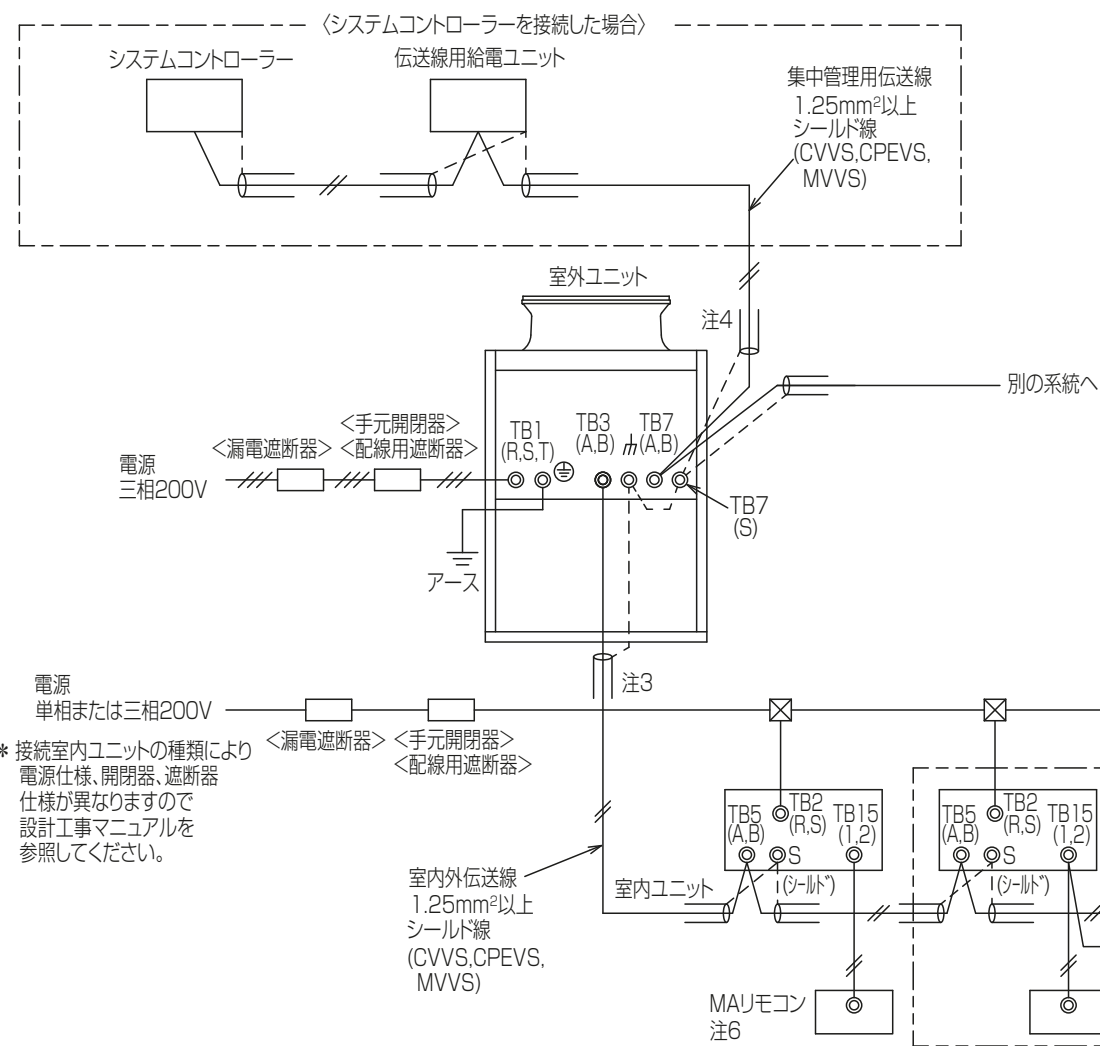 〈システムコントローラーを接続した場合〉
システムコントローラー
伝送線用給電ユニット
集中管理用伝送線
1.25mm²以上
シールド線
(CVVS,CPEVS,
MVVS)
室外ユニット
注4
別の系統へ
<手元開閉器>
<漏電遮断器> <配線用遮断器>
TB1
(R,S,T)
TB3
(A,B)
TB7
(A,B)
電源
三相200V
TB7
(S)
アース
注3
電源
単相または三相200V
<漏電遮断器> <手元開閉器>
<配線用遮断器>
* 接続室内ユニットの種類により
電源仕様、開閉器、遮断器
仕様が異なりますので
設計工事マニュアルを
参照してください。
TB5
(A,B)
TB2
(R,S)
TB15
(1,2)
S
(シールド)
TB5
(A,B)
TB2
(R,S)
TB15
(1,2)
S
(シールド)
室内ユニット
室内外伝送線
1.25mm²以上
シールド線
(CVVS,CPEVS,
MVVS)
MAリモコン
注6